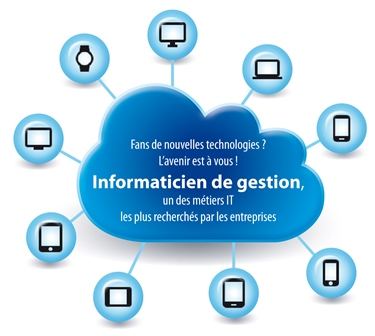 Fans de nouvelles technologies ?
L'avenir est à vous !
Informaticien de gestion,
un des métiers IT
les plus recherchés par les entreprises